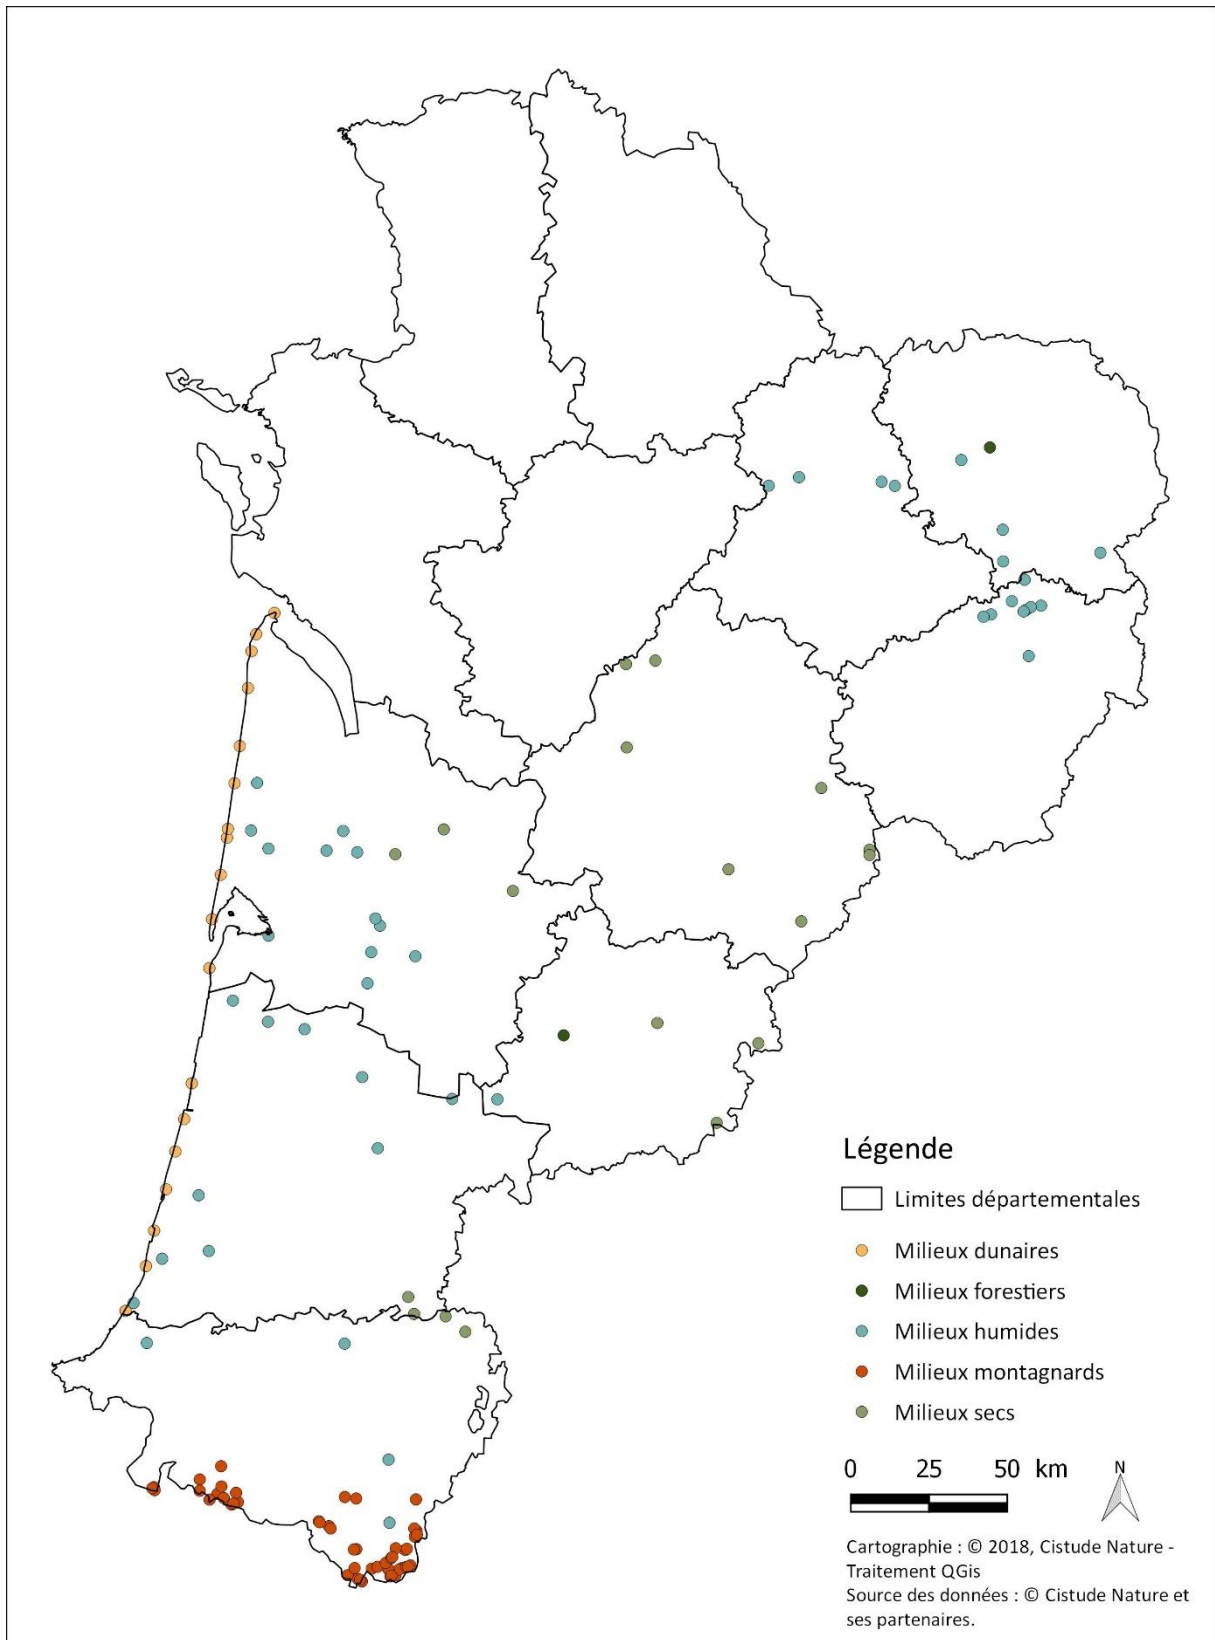 Légende
Limites départementales
Milieux dunaires
Milieux forestiers
Milieux humides
Milieux montagnards
Milieux secs
0 25 50 km
N
Cartographie : © 2018, Cistude Nature -
Traitement QGis
Source des données : © Cistude Nature et
ses partenaires.